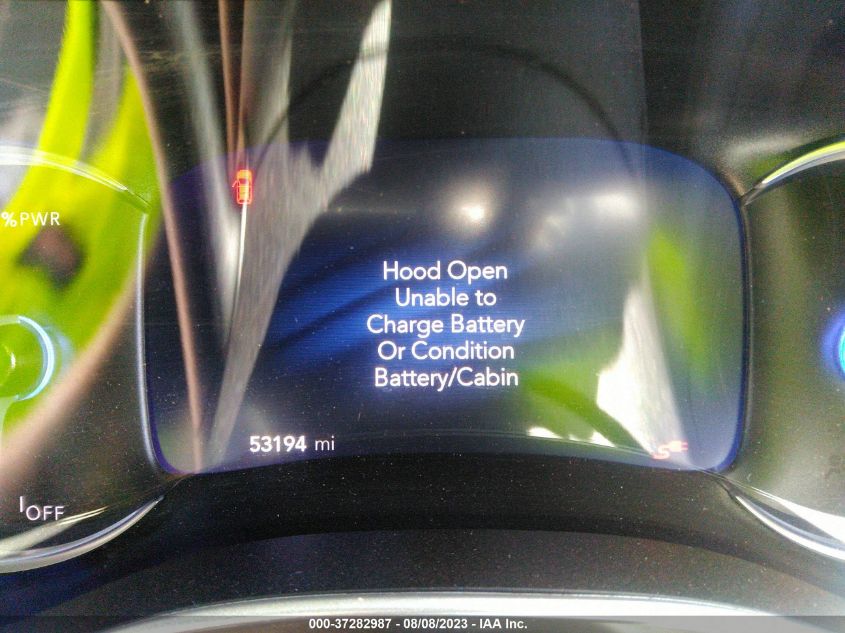 %PWR
Hood Open
Unable to
Charge Battery
Or Condition
Battery/Cabin
53194 mi
OFF
000-37282987 - 08/08/2023 - IAA Inc.